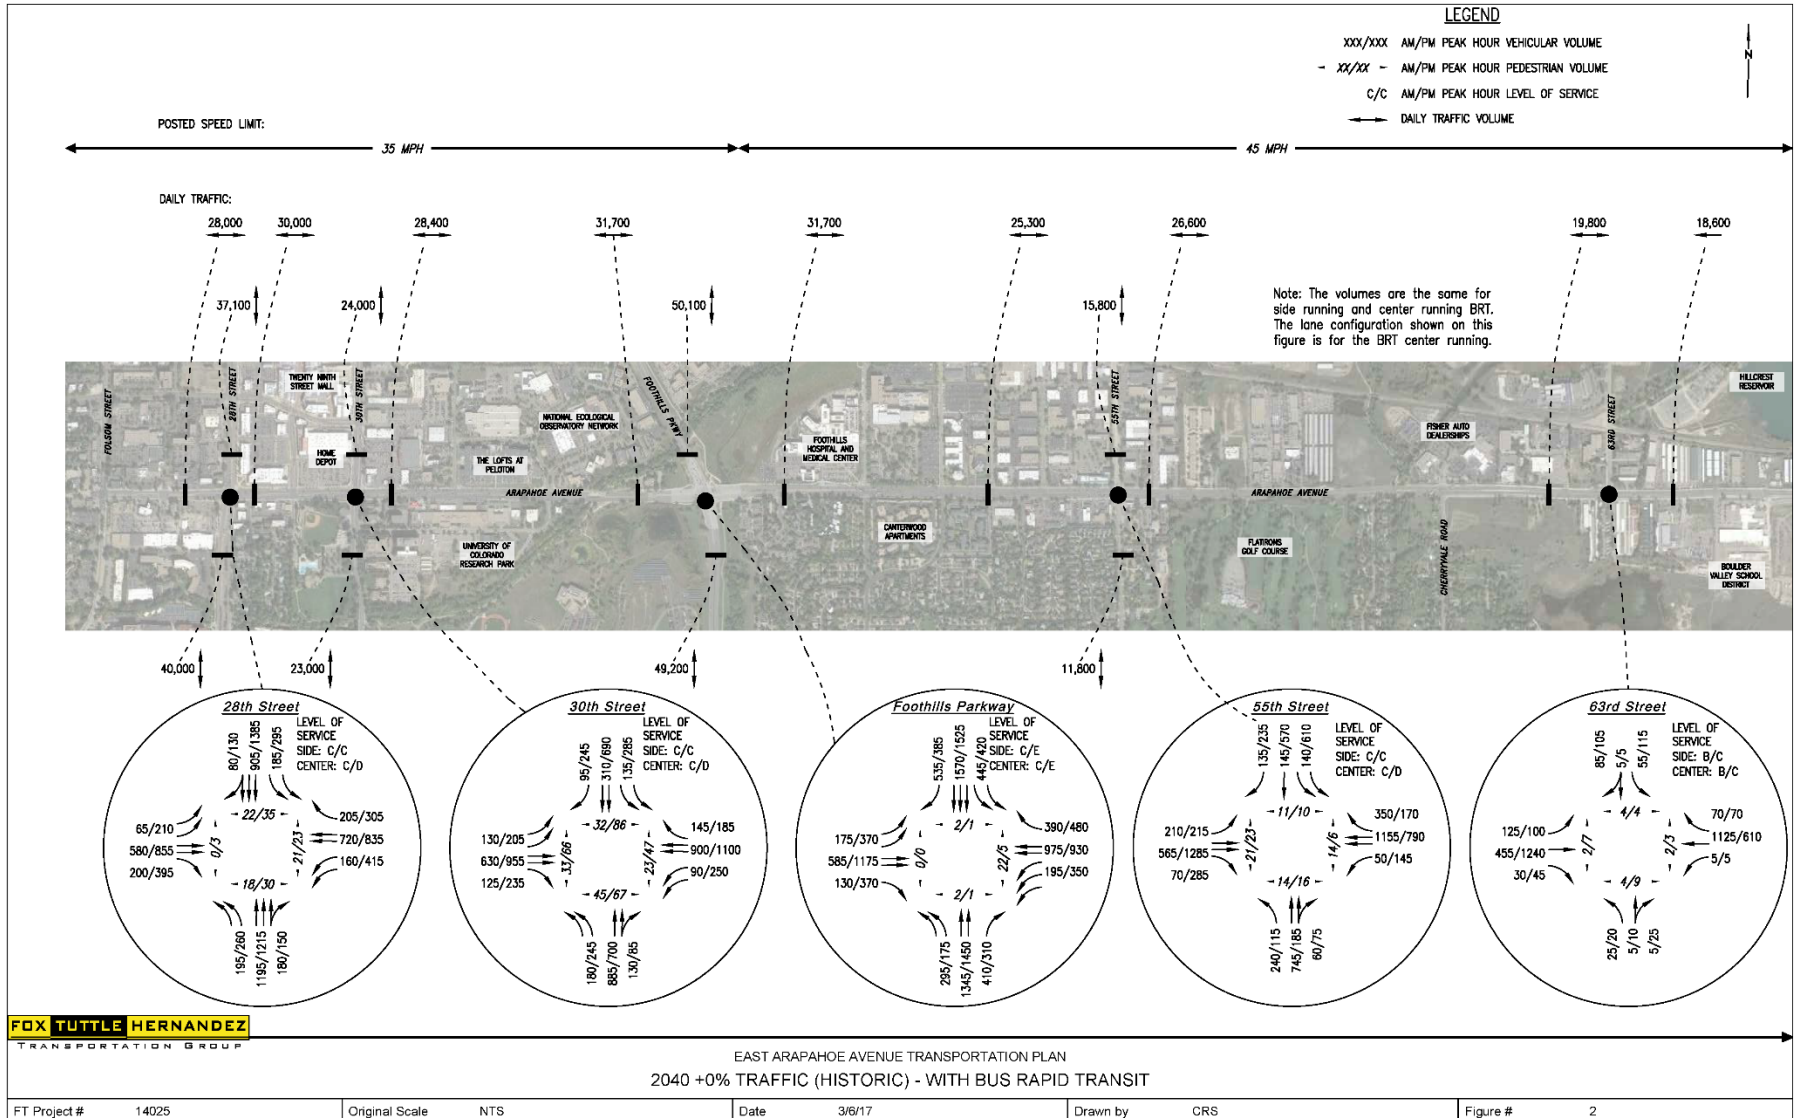 LEGEND
XXX/XXX AM/PM PEAK HOUR VEHICULAR VOLUME
XX/XX AM/PM PEAK HOUR PEDESTRIAN VOLUME
C/C AM/PM PEAK HOUR LEVEL OF SERVICE
DAILY TRAFFIC VOLUME
N
POSTED SPEED LIMIT:
35 MPH
45 MPH
DAILY TRAFFIC:
28,000
30,000
28,400
31,700
31,700
25,300
26,600
19,800
18,600
37,100
24,000
50,100
15,800
Note: The volumes are the same for
side running and center running BRT.
The lane configuration shown on this
figure is for the BRT center running.
FOLSOM STREET
28TH STREET
TWENTY NINTH
STREET MALL
30TH STREET
HOME
DEPOT
THE LOFTS AT
PELOTON
NATIONAL ECOLOGICAL
OBSERVATORY NETWORK
FOOTHILLS PKWY
FOOTHILLS
HOSPITAL AND
MEDICAL CENTER
55TH STREET
FISHER AUTO
DEALERSHIPS
63RD STREET
HILLCREST
RESERVOIR
ARAPAHOE AVENUE
ARAPAHOE AVENUE
UNIVERSITY OF
COLORADO
RESEARCH PARK
CANTERWOOD
APARTMENTS
FLATIRONS
GOLF COURSE
CHERRYVALE ROAD
BOULDER
VALLEY SCHOOL
DISTRICT
40,000
23,000
49,200
11,800
28th Street
LEVEL OF
SERVICE
SIDE: C/C
CENTER: C/D
80/130
905/1385
185/295
22/35
205/305
720/835
160/415
65/210
580/855
200/395
0/3
21/23
18/30
195/260
1195/1215
180/150
30th Street
LEVEL OF
SERVICE
SIDE: C/C
CENTER: C/D
95/245
310/690
135/285
32/86
145/185
900/1100
90/250
130/205
630/955
125/235
33/66
23/47
45/67
180/245
885/700
130/85
Foothills Parkway
LEVEL OF
SERVICE
SIDE: C/E
CENTER: C/E
535/385
1570/1525
445/420
2/1
390/480
975/930
195/350
175/370
585/1175
130/370
0/0
22/5
2/1
295/175
1345/1450
410/310
55th Street
LEVEL OF
SERVICE
SIDE: C/C
CENTER: C/D
135/235
145/570
140/610
11/10
350/170
1155/790
50/145
210/215
565/1285
70/285
21/23
14/6
14/16
240/115
745/185
60/75
63rd Street
LEVEL OF
SERVICE
SIDE: B/C
CENTER: B/C
85/105
5/5
55/115
4/4
70/70
1125/610
5/5
125/100
455/1240
30/45
2/7
2/3
4/9
25/20
5/10
5/25
FOX TUTTLE HERNANDEZ
TRANSPORTATION GROUP
EAST ARAPAHOE AVENUE TRANSPORTATION PLAN
2040 +0% TRAFFIC (HISTORIC) - WITH BUS RAPID TRANSIT
FT Project # 14025 Original Scale NTS Date 3/6/17 Drawn by CRS Figure # 2